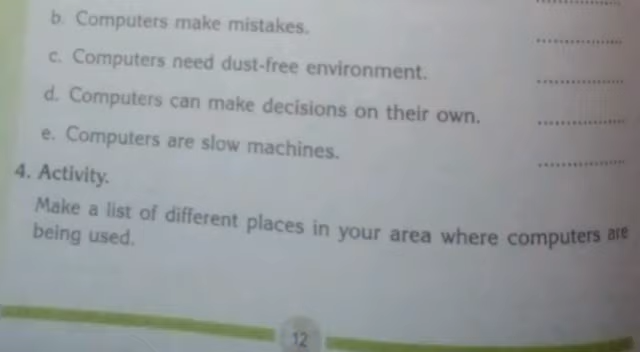 b. Computers make mistakes. ....................
c. Computers need dust-free environment. ....................
d. Computers can make decisions on their own. ....................
e. Computers are slow machines. ....................
4. Activity.
Make a list of different places in your area where computers are
being used.
12